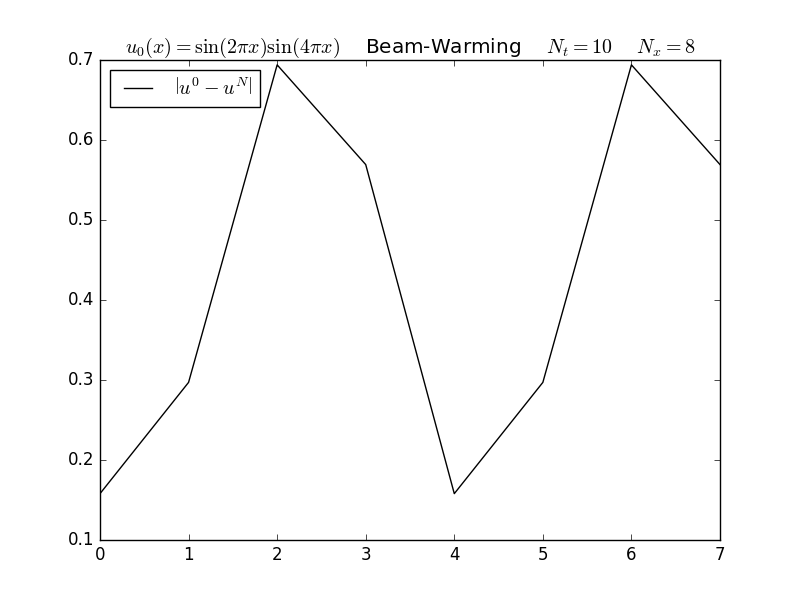 u_0(x) = sin(2πx)sin(4πx) Beam-Warming N_t = 10 N_x = 8
|u^0 − u^N|
0.7
0.6
0.5
0.4
0.3
0.2
0.1
0 1 2 3 4 5 6 7